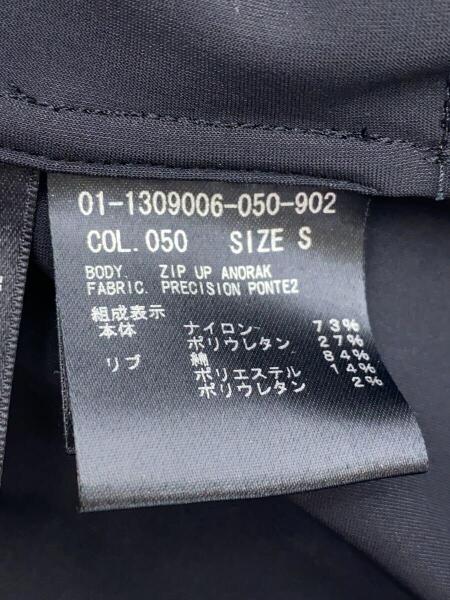 01-1309006-050-902
COL. 050 SIZE S
BODY. ZIP UP ANORAK
FABRIC. PRECISION PONTE2
組成表示
本体 ナイロン 73%
ポリウレタン 27%
リブ 綿 84%
ポリエステル 14%
ポリウレタン 2%